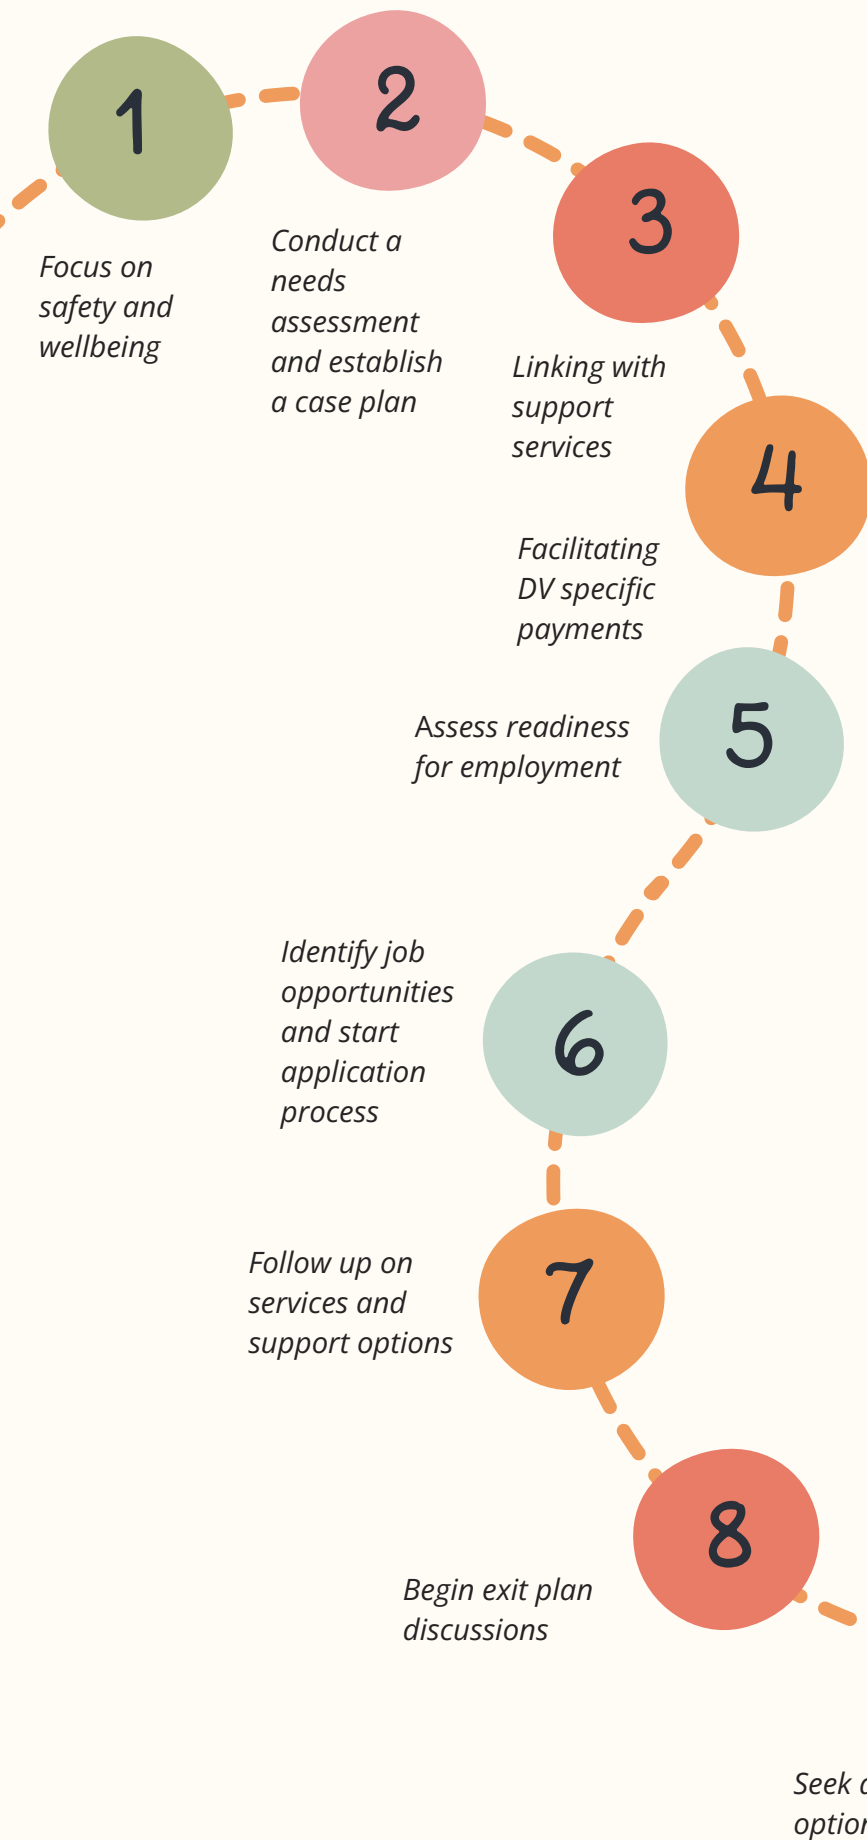 1
Focus on
safety and
wellbeing
2
Conduct a
needs
assessment
and establish
a case plan
3
Linking with
support
services
4
Facilitating
DV specific
payments
5
Assess readiness
for employment
6
Identify job
opportunities
and start
application
process
7
Follow up on
services and
support options
8
Begin exit plan
discussions
Seek